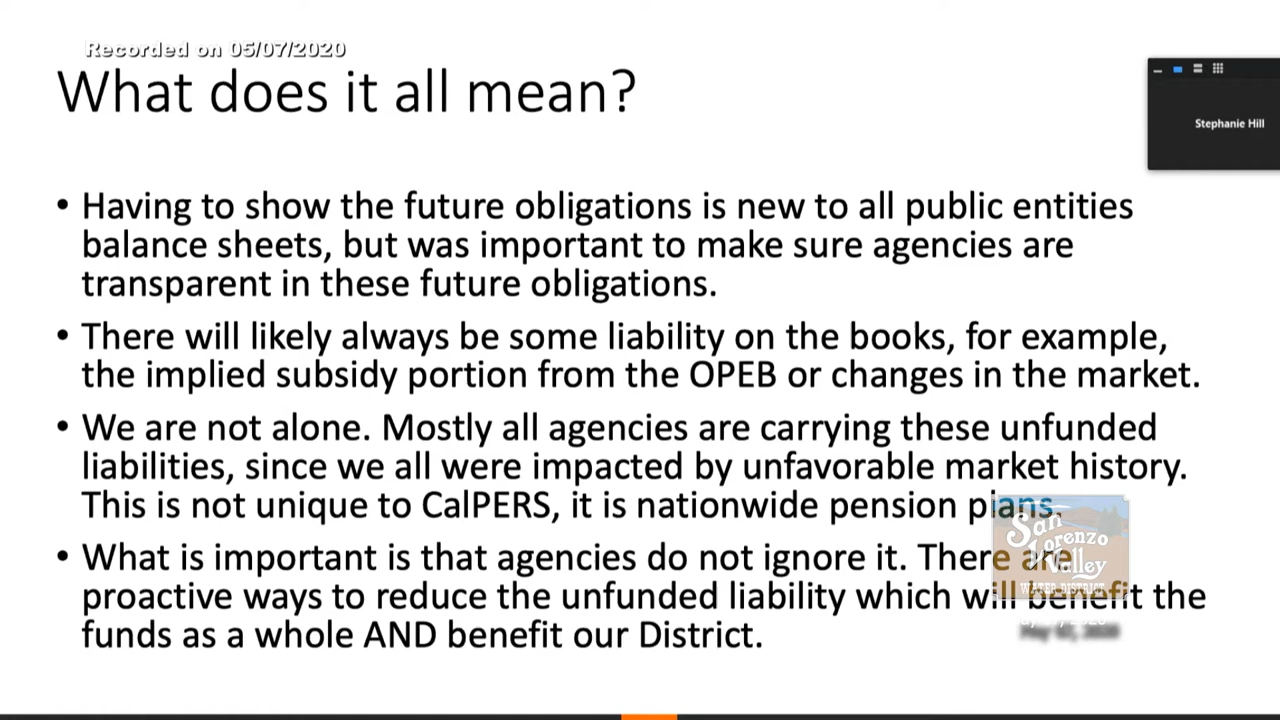 Recorded on 05/07/2020
What does it all mean?
Stephanie Hill
• Having to show the future obligations is new to all public entities
balance sheets, but was important to make sure agencies are
transparent in these future obligations.
• There will likely always be some liability on the books, for example,
the implied subsidy portion from the OPEB or changes in the market.
• We are not alone. Mostly all agencies are carrying these unfunded
liabilities, since we all were impacted by unfavorable market history.
This is not unique to CalPERS, it is nationwide pension plans.
• What is important is that agencies do not ignore it. There are
proactive ways to reduce the unfunded liability which will benefit the
funds as a whole AND benefit our District.
San
Lorenzo
Valley
WATER DISTRICT